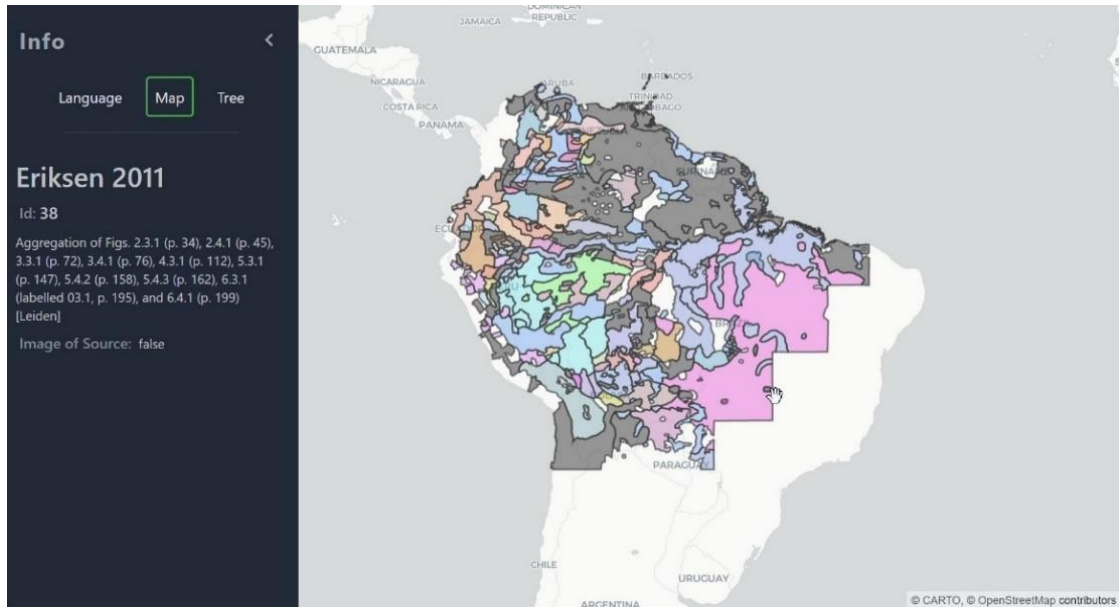 Info
Language Map Tree
Eriksen 2011
Id: 38
Aggregation of Figs. 2.3.1 (p. 34), 2.4.1 (p. 45),
3.3.1 (p. 72), 3.4.1 (p. 76), 4.3.1 (p. 112), 5.3.1
(p. 147), 5.4.2 (p. 158), 5.4.3 (p. 162), 6.3.1
(labelled 03.1, p. 195), and 6.4.1 (p. 199)
[Leiden]
Image of Source: false
DOMINICAN
REPUBLIC
JAMAICA
GUATEMALA
NICARAGUA
ARUBA
BARBADOS
COSTA RICA
TRINIDAD
PANAMA
SURINAME
BRAZIL
PARAGUAY
CHILE
URUGUAY
ARGENTINA
© CARTO, © OpenStreetMap contributors